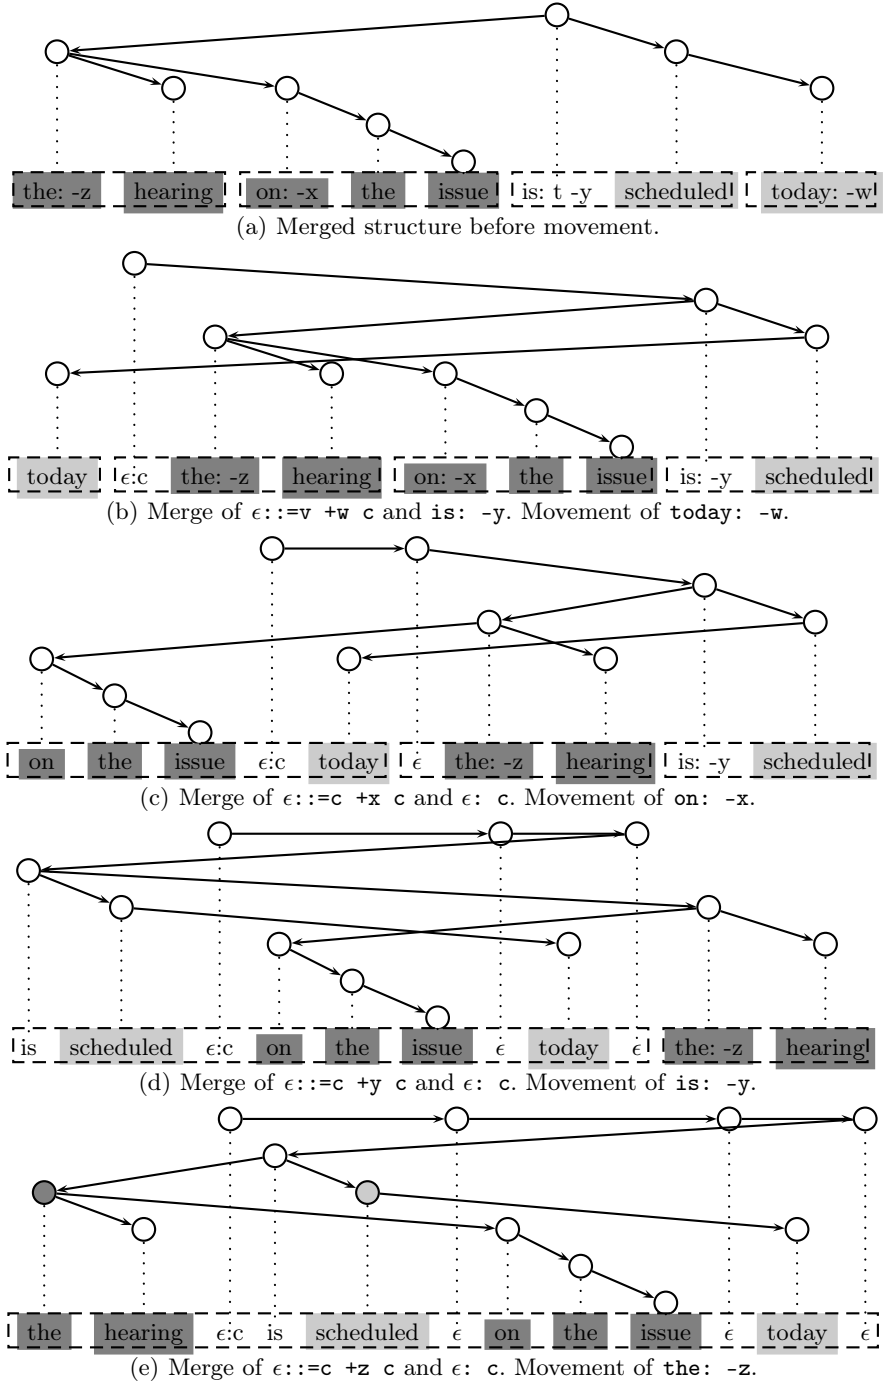 the: -z hearing on: -x the issue is: t -y scheduled today: -w
(a) Merged structure before movement.
today ϵ:c the: -z hearing on: -x the issue is: -y scheduled
(b) Merge of ϵ::=v +w c and is: -y. Movement of today: -w.
on the issue ϵ:c today ϵ the: -z hearing is: -y scheduled
(c) Merge of ϵ::=c +x c and ϵ: c. Movement of on: -x.
is scheduled ϵ:c on the issue ϵ today ϵ the: -z hearing
(d) Merge of ϵ::=c +y c and ϵ: c. Movement of is: -y.
the hearing ϵ:c is scheduled ϵ on the issue ϵ today ϵ
(e) Merge of ϵ::=c +z c and ϵ: c. Movement of the: -z.